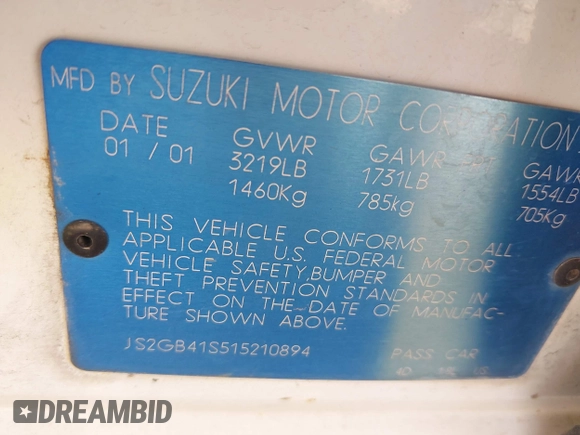 MFD BY SUZUKI MOTOR CORPORATION
DATE GVWR GAWR GAWR
01 / 01 3219LB 1731LB 1554LB
1460Kg 785kg 705Kg
THIS VEHICLE CONFORMS TO ALL
APPLICABLE U.S. FEDERAL MOTOR
VEHICLE SAFETY,BUMPER AND
THEFT PREVENTION STANDARDS IN
EFFECT ON THE DATE OF MANUFAC-
TURE SHOWN ABOVE.
JS2GB41S515210894 PASS CAR
DREAMBID